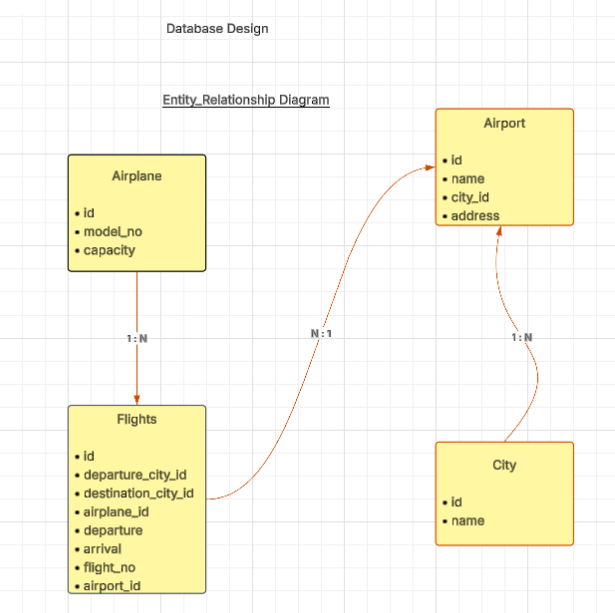 Database Design
Entity_Relationship Diagram
Airplane
• id
• model_no
• capacity
1:N
Flights
• id
• departure_city_id
• destination_city_id
• airplane_id
• departure
• arrival
• flight_no
• airport_id
N:1
Airport
• id
• name
• city_id
• address
1:N
City
• id
• name